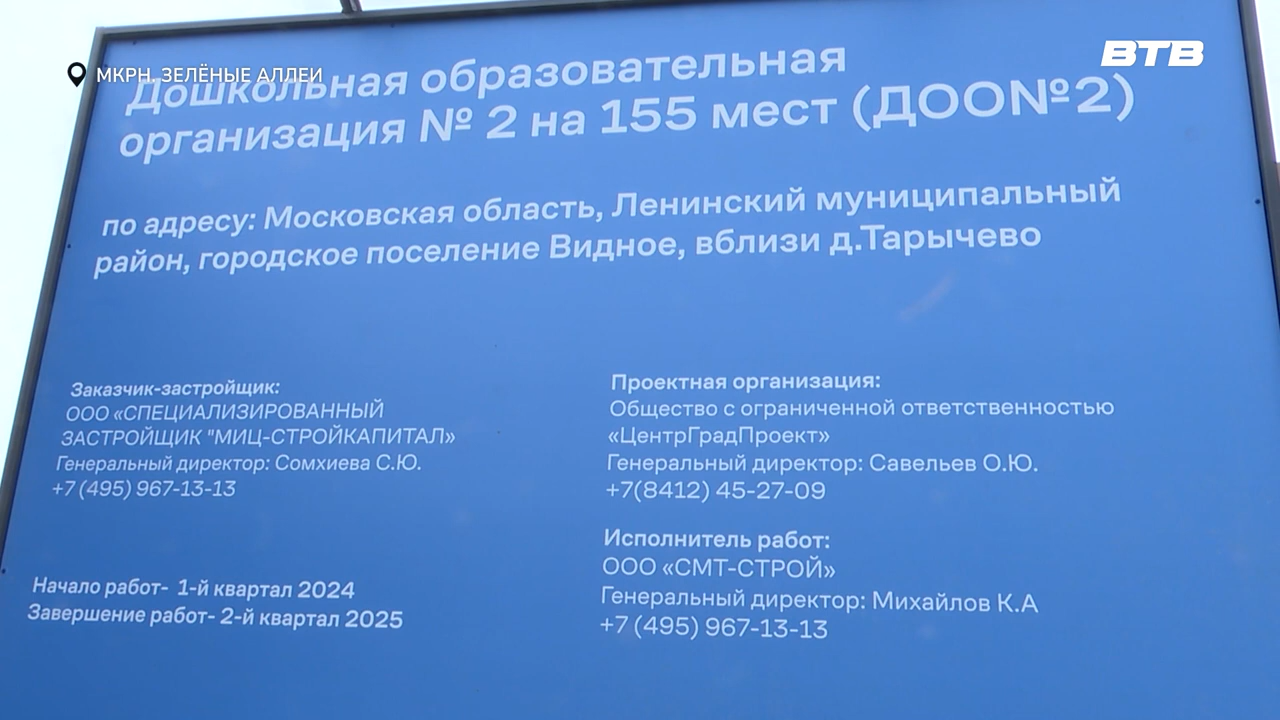 МКРН. ЗЕЛЁНЫЕ АЛЛЕИ
ВТВ
Дошкольная образовательная
организация № 2 на 155 мест (ДОО№2)
по адресу: Московская область, Ленинский муниципальный
район, городское поселение Видное, вблизи д.Тарычево
Заказчик-застройщик:
ООО «СПЕЦИАЛИЗИРОВАННЫЙ
ЗАСТРОЙЩИК "МИЦ-СТРОЙКАПИТАЛ»
Генеральный директор: Сомхиева С.Ю.
+7 (495) 967-13-13
Начало работ- 1-й квартал 2024
Завершение работ- 2-й квартал 2025
Проектная организация:
Общество с ограниченной ответственностью
«ЦентрГрадПроект»
Генеральный директор: Савельев О.Ю.
+7(8412) 45-27-09
Исполнитель работ:
ООО «СМТ-СТРОЙ»
Генеральный директор: Михайлов К.А
+7 (495) 967-13-13